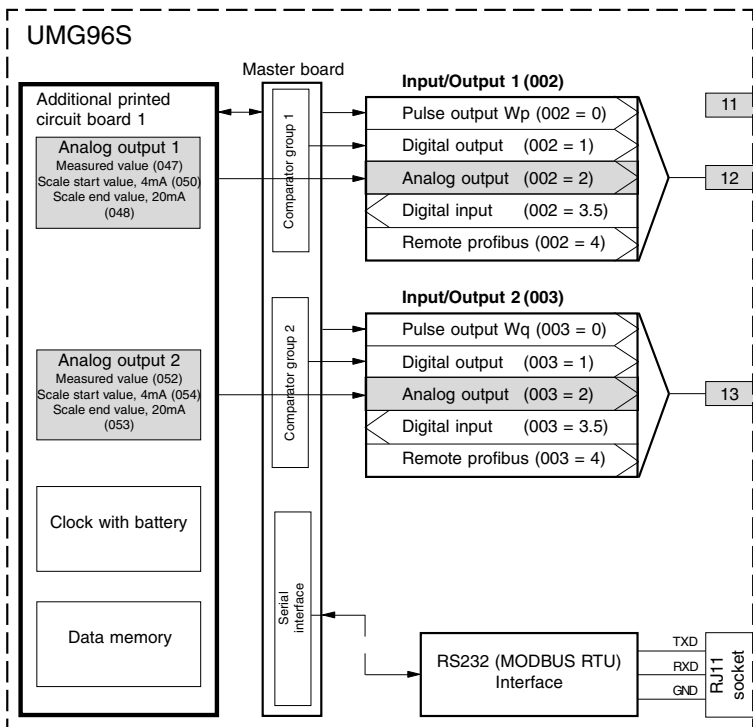 UMG96S
Additional printed
circuit board 1
Analog output 1
Measured value (047)
Scale start value, 4mA (050)
Scale end value, 20mA
(048)
Analog output 2
Measured value (052)
Scale start value, 4mA (054)
Scale end value, 20mA
(053)
Clock with battery
Data memory
Master board
Comparator group 1
Comparator group 2
Serial
interface
Input/Output 1 (002)
Pulse output Wp (002 = 0)
Digital output (002 = 1)
Analog output (002 = 2)
Digital input (002 = 3.5)
Remote profibus (002 = 4)
Input/Output 2 (003)
Pulse output Wq (003 = 0)
Digital output (003 = 1)
Analog output (003 = 2)
Digital input (003 = 3.5)
Remote profibus (003 = 4)
11
12
13
RS232 (MODBUS RTU)
Interface
TXD
RXD
GND
RJ11
socket